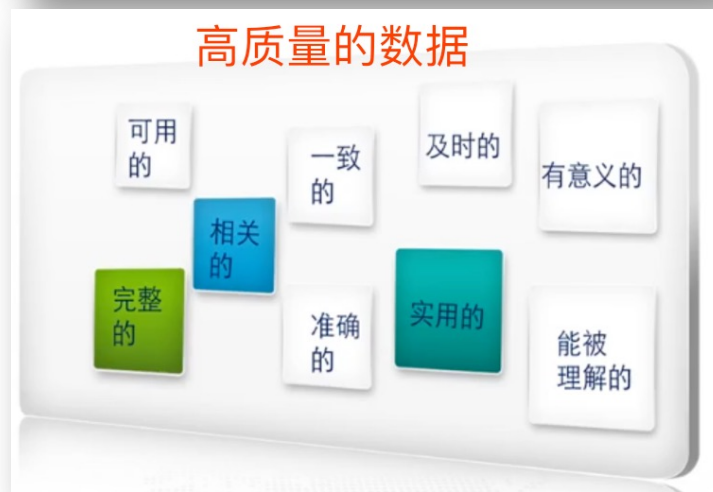 高质量的数据
可用
的
一致
的
及时的
有意义的
相关
的
完整
的
准确
的
实用的
能被
理解的